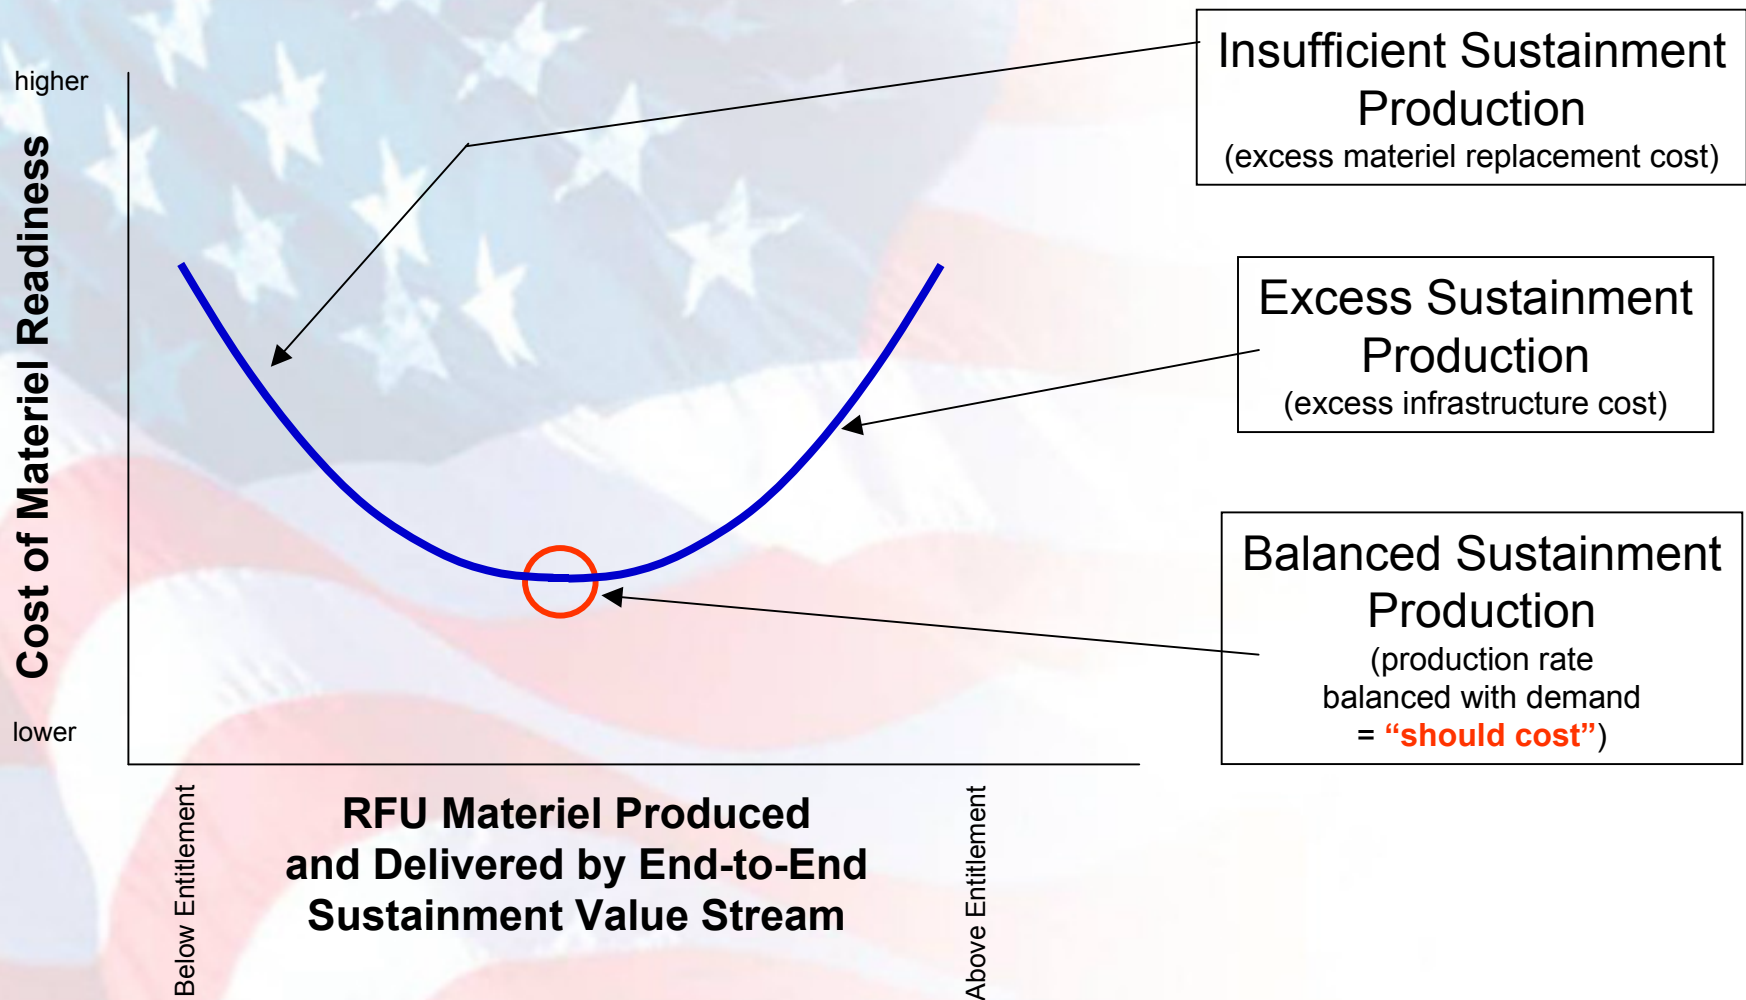 higher
Cost of Materiel Readiness
lower
Below Entitlement
RFU Materiel Produced
and Delivered by End-to-End
Sustainment Value Stream
Above Entitlement
Insufficient Sustainment
Production
(excess materiel replacement cost)
Excess Sustainment
Production
(excess infrastructure cost)
Balanced Sustainment
Production
(production rate
balanced with demand
= “should cost”)